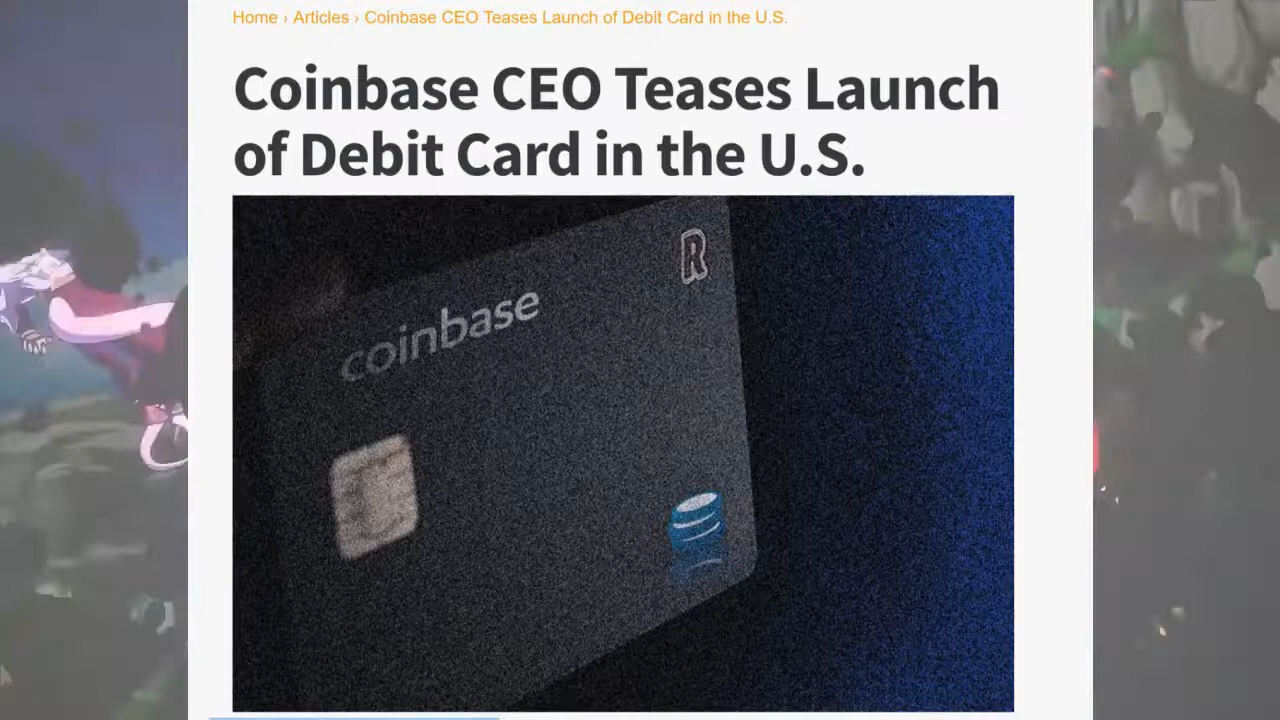 Home › Articles › Coinbase CEO Teases Launch of Debit Card in the U.S.
Coinbase CEO Teases Launch
of Debit Card in the U.S.
R
coinbase